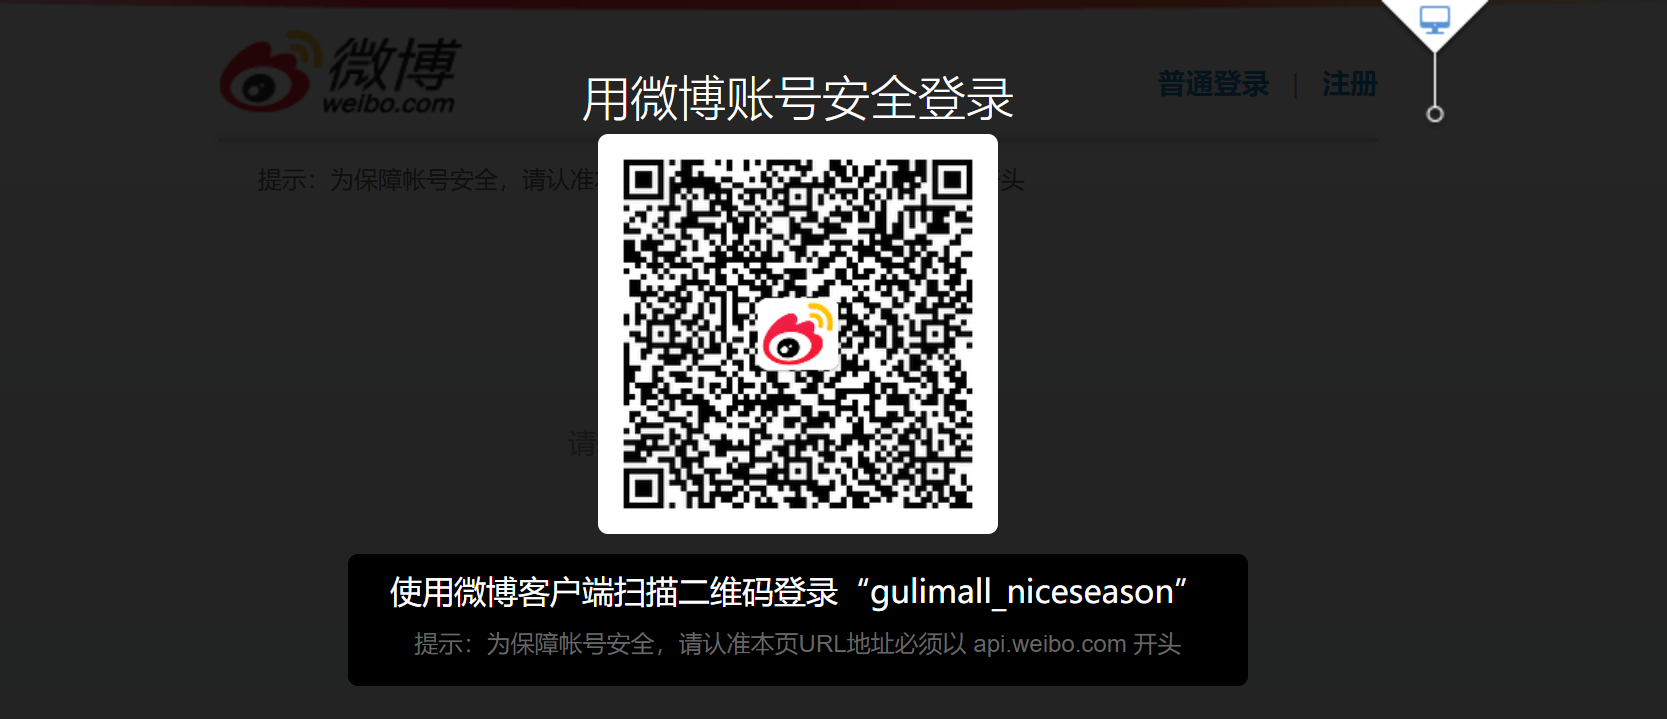 微博
weibo.com
用微博账号安全登录
普通登录 | 注册
提示：为保障帐号安全，请认准
开头
请
使用微博客户端扫描二维码登录“gulimall_niceseason”
提示：为保障帐号安全，请认准本页URL地址必须以 api.weibo.com 开头